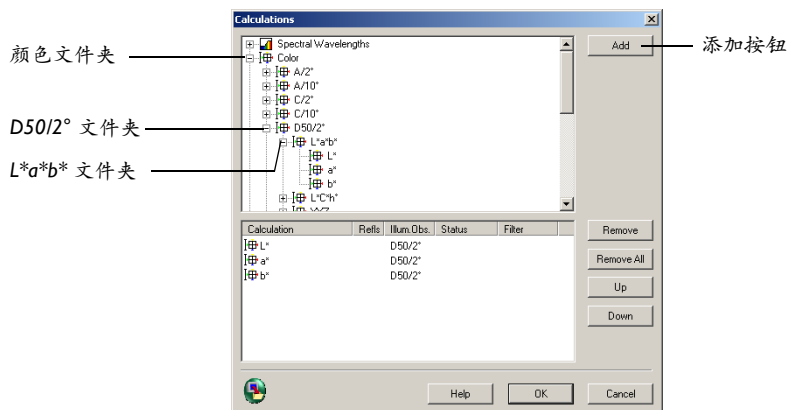 Calculations
Spectral Wavelengths
Color
A/2°
A/10°
C/2°
C/10°
D50/2°
L*a*b*
L*
a*
b*
L*C*h°
Add
添加按钮
颜色文件夹
D50/2° 文件夹
L*a*b* 文件夹
Calculation Refls Illum.Obs. Status Filter
L* D50/2°
a* D50/2°
b* D50/2°
Remove
Remove All
Up
Down
Help
OK
Cancel